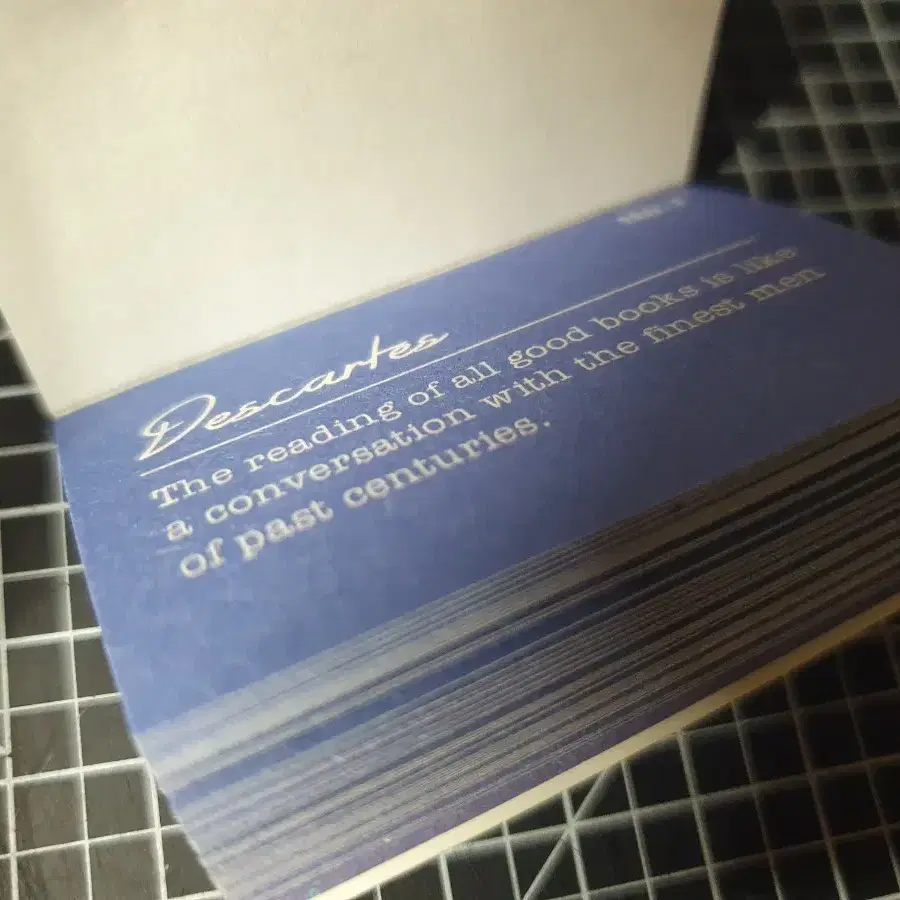 Descartes
The reading of all good books is like
a conversation with the finest men
of past centuries.